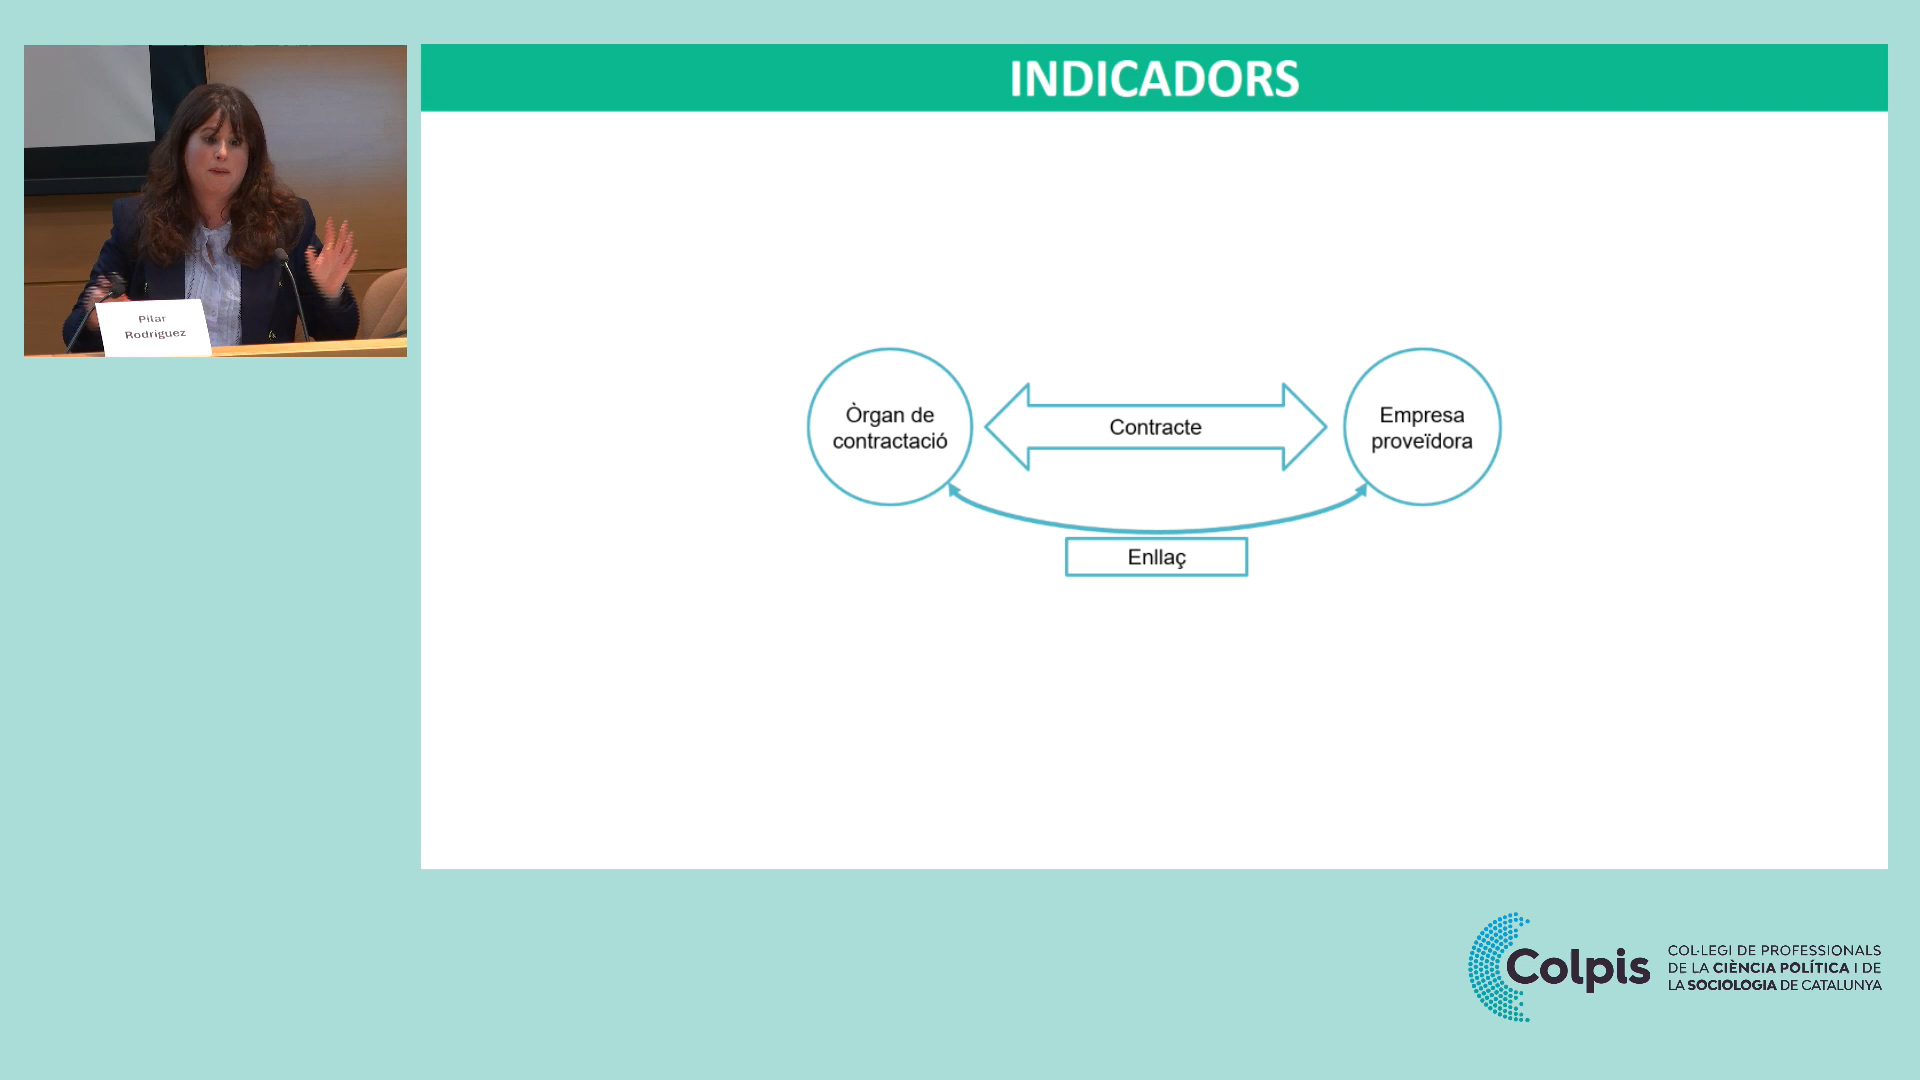 INDICADORS
Pilar
Rodríguez
Òrgan de
contractació
Contracte
Empresa
proveïdora
Enllaç
Colpis
COL·LEGI DE PROFESSIONALS
DE LA CIÈNCIA POLÍTICA I DE
LA SOCIOLOGIA DE CATALUNYA